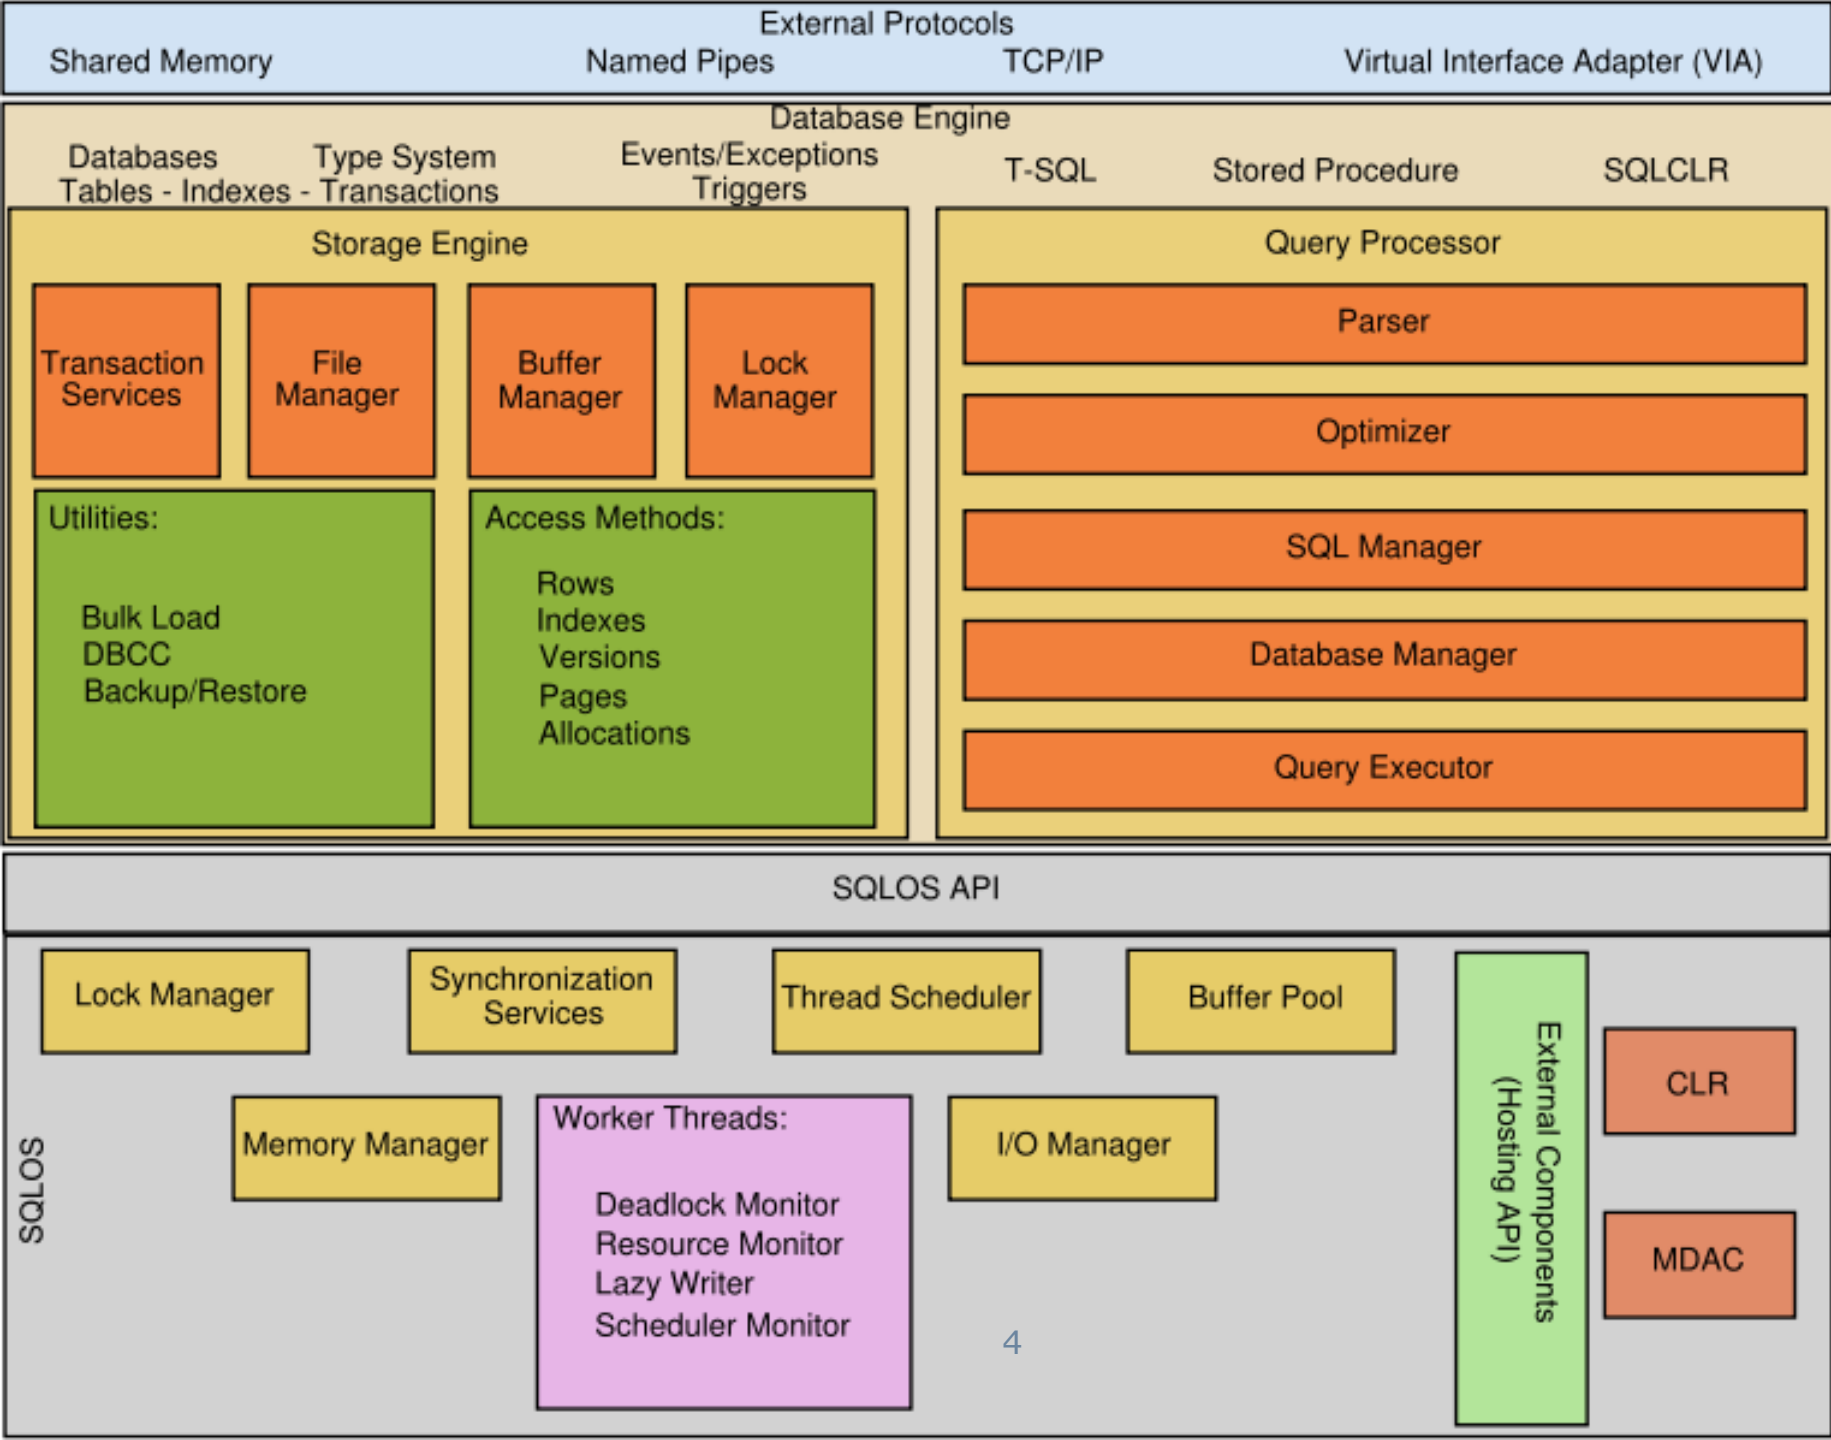 External Protocols
Shared Memory
Named Pipes
TCP/IP
Virtual Interface Adapter (VIA)
Database Engine
Databases
Type System
Tables - Indexes - Transactions
Events/Exceptions
Triggers
T-SQL
Stored Procedure
SQLCLR
Storage Engine
Transaction
Services
File
Manager
Buffer
Manager
Lock
Manager
Utilities:
Bulk Load
DBCC
Backup/Restore
Access Methods:
Rows
Indexes
Versions
Pages
Allocations
Query Processor
Parser
Optimizer
SQL Manager
Database Manager
Query Executor
SQLOS API
SQLOS
Lock Manager
Synchronization
Services
Thread Scheduler
Buffer Pool
Memory Manager
Worker Threads:
Deadlock Monitor
Resource Monitor
Lazy Writer
Scheduler Monitor
I/O Manager
External Components
(Hosting API)
CLR
MDAC
4